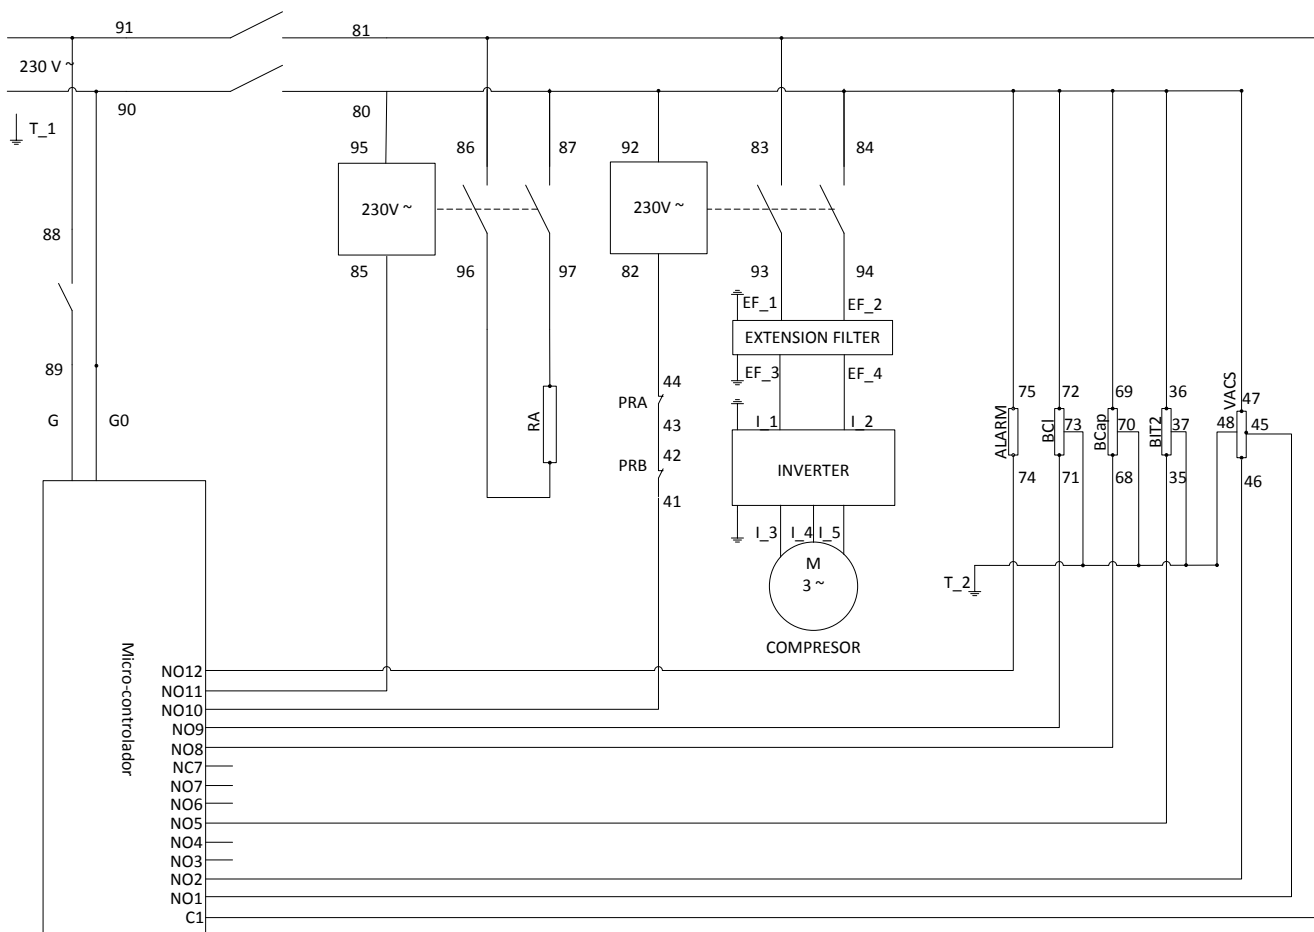 91
81
230 V ~
90
80
T_1
95
86
87
92
83
84
230V ~
230V ~
88
85
96
97
82
93
94
EF_1
EF_2
EXTENSION FILTER
89
EF_3
EF_4
44
75
72
69
36
47
VACS
PRA
G
G0
RA
43
I_1
I_2
ALARM
BCI
73
BCap
70
BIT2
37
48
45
42
PRB
INVERTER
74
71
68
35
46
41
I_3
I_4
I_5
M
3 ~
T_2
COMPRESOR
Micro-controlador
NO12
NO11
NO10
NO9
NO8
NC7
NO7
NO6
NO5
NO4
NO3
NO2
NO1
C1